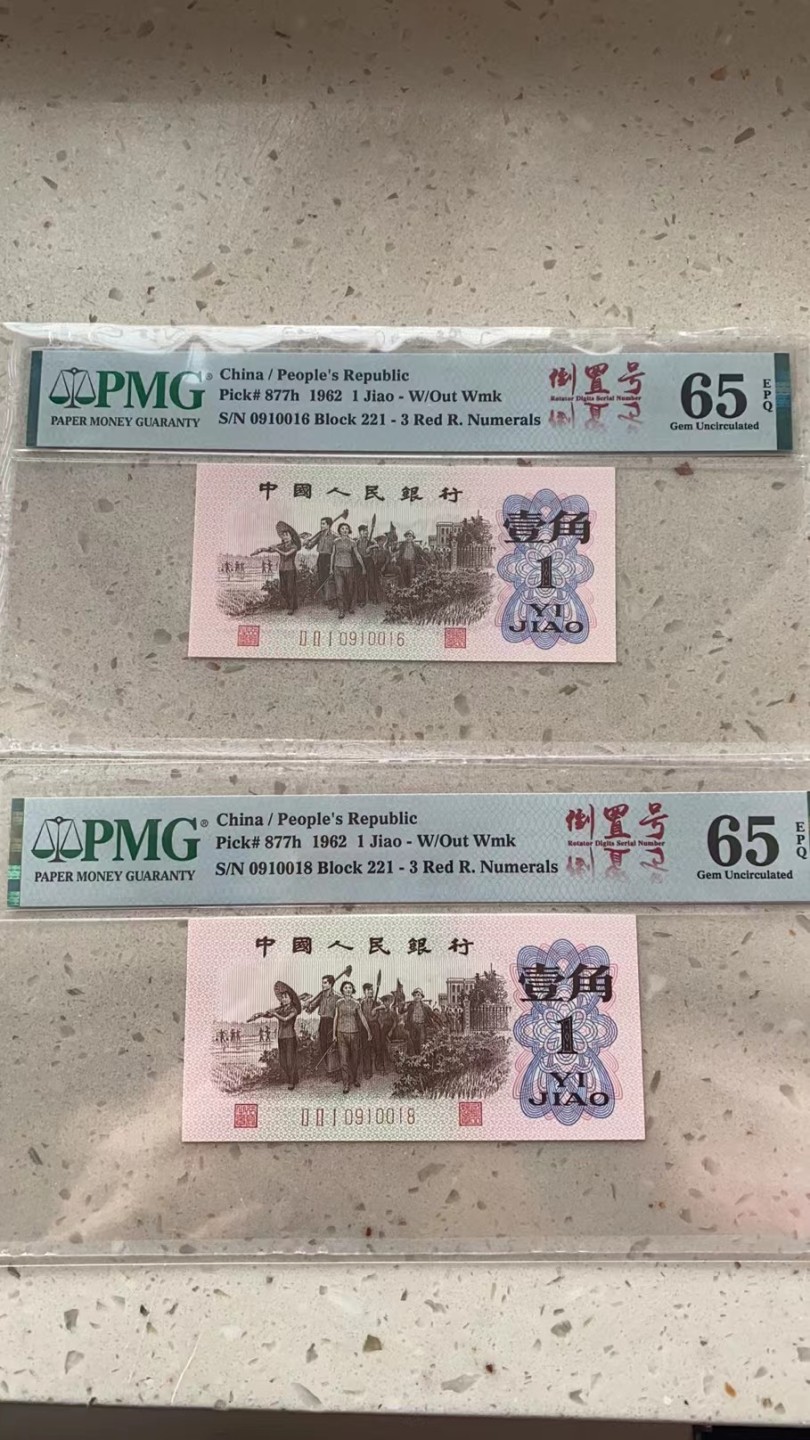 PMG®
PAPER MONEY GUARANTY
China / People's Republic
Pick# 877h 1962 1 Jiao - W/Out Wmk
S/N 0910016 Block 221 - 3 Red R. Numerals
倒置号
Rotator Digits Serial Number
65
EPQ
Gem Uncirculated
中國人民銀行
壹角
1
YI
JIAO
II II I 0910016
PMG®
PAPER MONEY GUARANTY
China / People's Republic
Pick# 877h 1962 1 Jiao - W/Out Wmk
S/N 0910018 Block 221 - 3 Red R. Numerals
倒置号
Rotator Digits Serial Number
65
EPQ
Gem Uncirculated
中國人民銀行
壹角
1
YI
JIAO
II II I 0910018